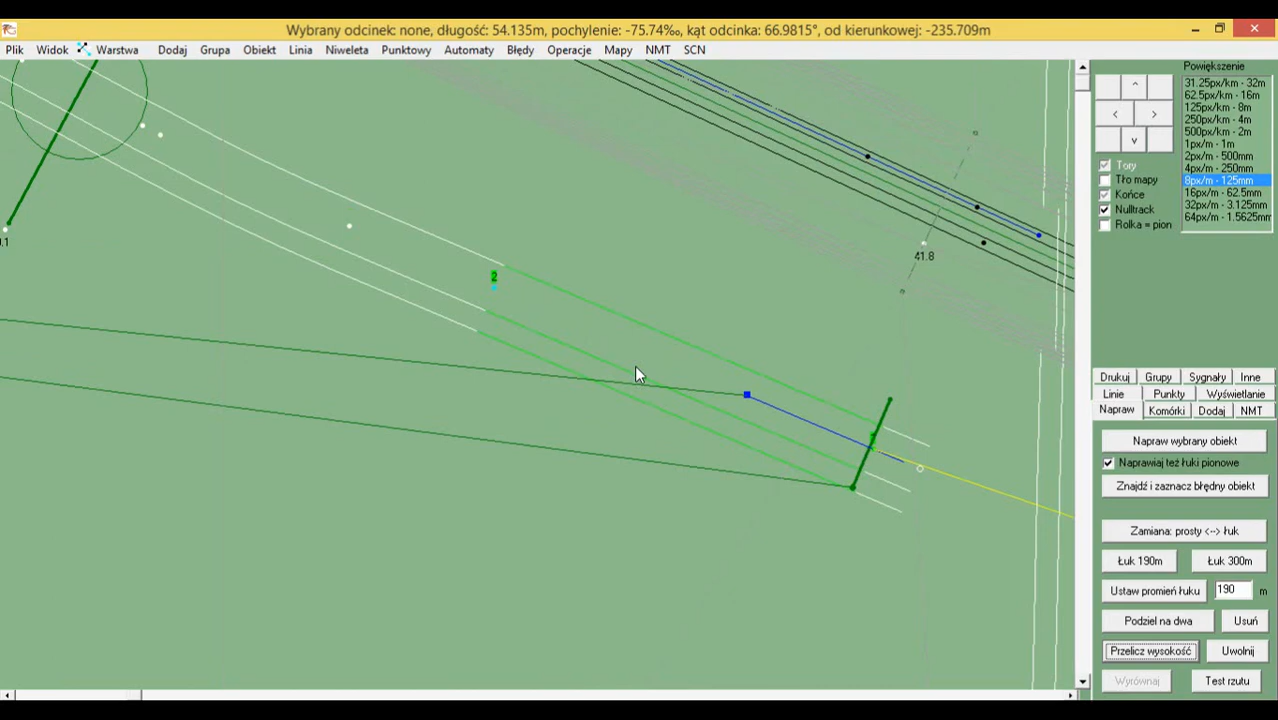 Wybrany odcinek: none, długość: 54.135m, pochylenie: -75.74‰, kąt odcinka: 66.9815°, od kierunkowej: -235.709m
Plik Widok Warstwa Dodaj Grupa Obiekt Linia Niweleta Punktowy Automaty Błędy Operacje Mapy NMT SCN
Powiększenie
31.25px/km - 32m
62.5px/km - 16m
125px/km - 8m
250px/km - 4m
500px/km - 2m
1px/m - 1m
2px/m - 500mm
4px/m - 250mm
8px/m - 125mm
16px/m - 62.5mm
32px/m - 3.125mm
64px/m - 1.5625mm
Tory
Tło mapy
Końce
Nulltrack
Rolka = pion
2
41.8
Drukuj Grupy Sygnały Inne
Linie Punkty Wyświetlanie
Napraw Komórki Dodaj NMT
Napraw wybrany obiekt
Naprawiaj też łuki pionowe
Znajdź i zaznacz błędny obiekt
Zamiana: prosty <-> łuk
Łuk 190m Łuk 300m
Ustaw promień łuku 190 m
Podziel na dwa Usuń
Przelicz wysokość Uwolnij
Wyrównaj Test rzutu